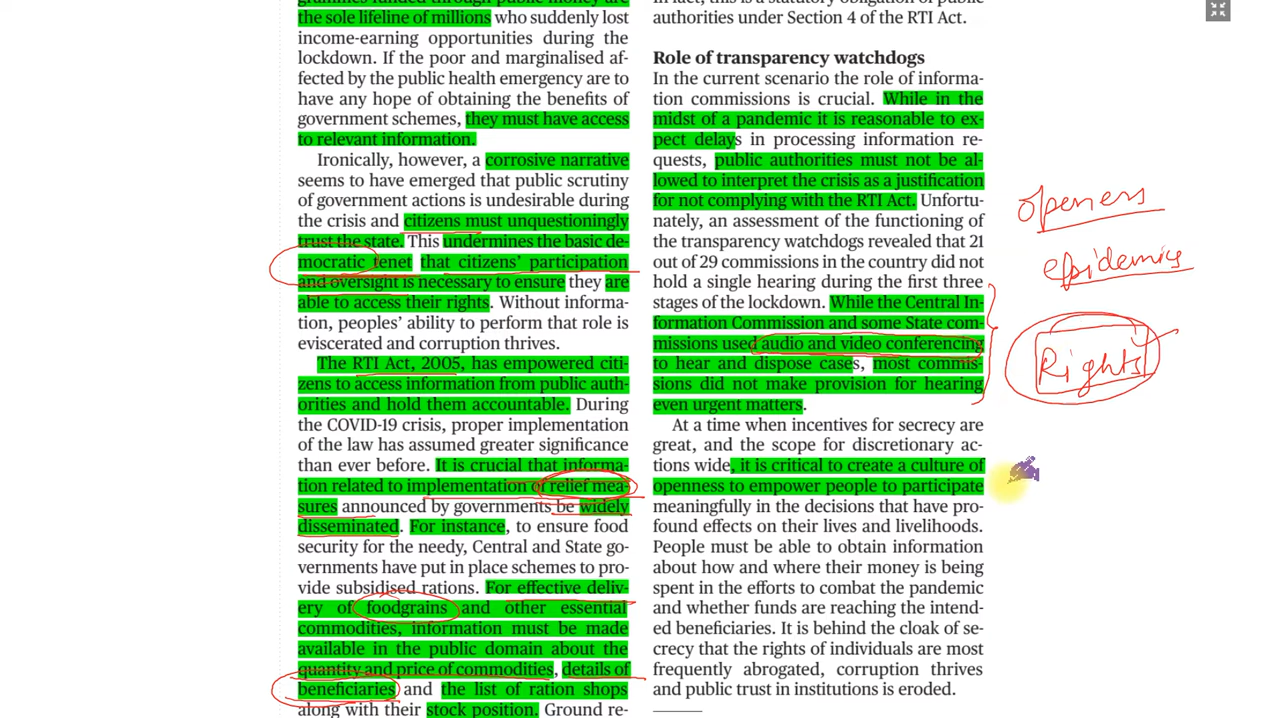 grammes funded through public money are
the sole lifeline of millions who suddenly lost
income-earning opportunities during the
lockdown. If the poor and marginalised af-
fected by the public health emergency are to
have any hope of obtaining the benefits of
government schemes, they must have access
to relevant information.
Ironically, however, a corrosive narrative
seems to have emerged that public scrutiny
of government actions is undesirable during
the crisis and citizens must unquestioningly
trust the state. This undermines the basic de-
mocratic tenet that citizens' participation
and oversight is necessary to ensure they are
able to access their rights. Without informa-
tion, peoples' ability to perform that role is
eviscerated and corruption thrives.
The RTI Act, 2005, has empowered citi-
zens to access information from public auth-
orities and hold them accountable. During
the COVID-19 crisis, proper implementation
of the law has assumed greater significance
than ever before. It is crucial that informa-
tion related to implementation of relief mea-
sures announced by governments be widely
disseminated. For instance, to ensure food
security for the needy, Central and State go-
vernments have put in place schemes to pro-
vide subsidised rations. For effective deliv-
ery of foodgrains and other essential
commodities, information must be made
available in the public domain about the
quantity and price of commodities, details of
beneficiaries and the list of ration shops
along with their stock position. Ground re-
In fact, this is a statutory obligation of public
authorities under Section 4 of the RTI Act.
Role of transparency watchdogs
In the current scenario the role of informa-
tion commissions is crucial. While in the
midst of a pandemic it is reasonable to ex-
pect delays in processing information re-
quests, public authorities must not be al-
lowed to interpret the crisis as a justification
for not complying with the RTI Act. Unfortu-
nately, an assessment of the functioning of
the transparency watchdogs revealed that 21
out of 29 commissions in the country did not
hold a single hearing during the first three
stages of the lockdown. While the Central In-
formation Commission and some State com-
missions used audio and video conferencing
to hear and dispose cases, most commis-
sions did not make provision for hearing
even urgent matters.
At a time when incentives for secrecy are
great, and the scope for discretionary ac-
tions wide, it is critical to create a culture of
openness to empower people to participate
meaningfully in the decisions that have pro-
found effects on their lives and livelihoods.
People must be able to obtain information
about how and where their money is being
spent in the efforts to combat the pandemic
and whether funds are reaching the intend-
ed beneficiaries. It is behind the cloak of se-
crecy that the rights of individuals are most
frequently abrogated, corruption thrives
and public trust in institutions is eroded.
openess
epidemics
Rights